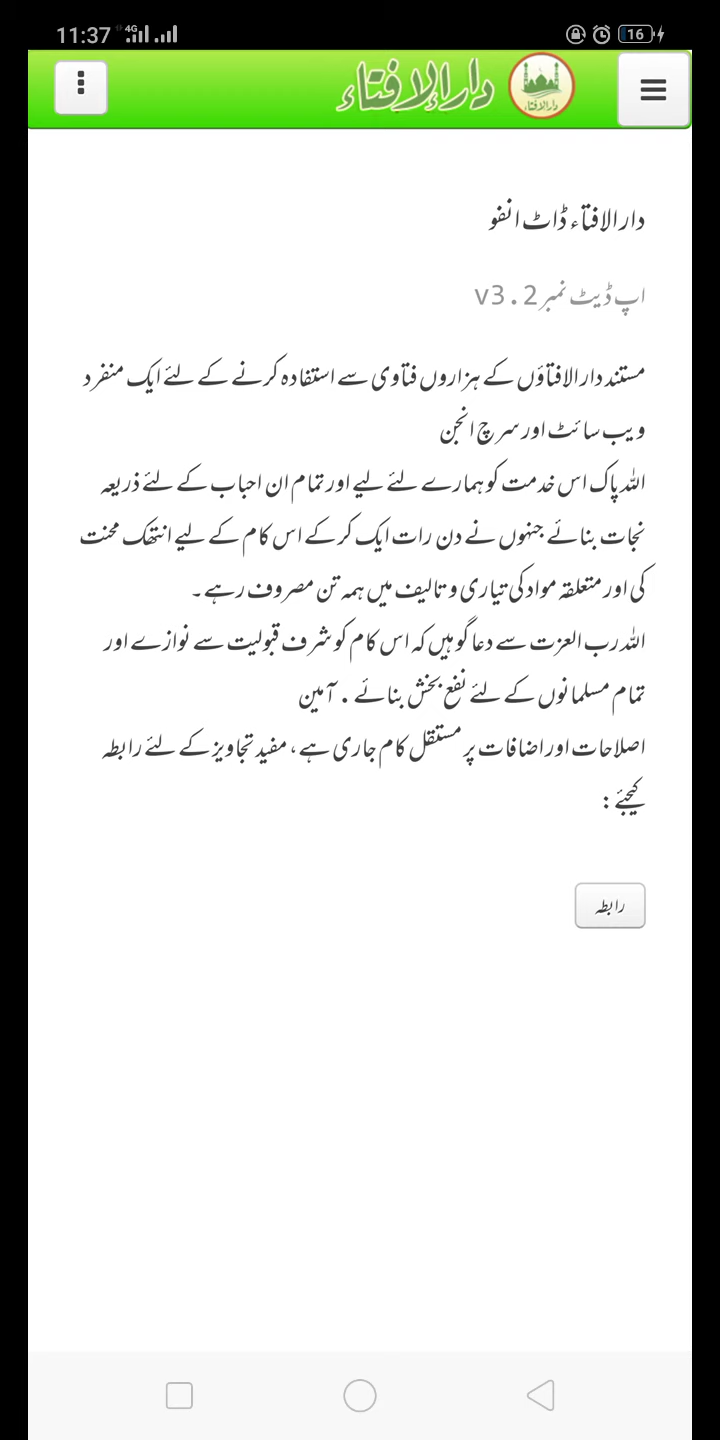 11:37 4G 16
دارالافتاء
دارالافتاء
دارالافتآء ڈاٹ انفو
اپ ڈیٹ نمبر v3.2
مستند دارالافتاؤں کے ہزاروں فتاوی سے استفادہ کرنے کے لئے ایک منفرد
ویب سائٹ اور سرچ انجن
اللہ پاک اس خدمت کو ہمارے لئے لیے اور تمام ان احباب کے لئے ذریعہ
نجات بنائے جنہوں نے دن رات ایک کر کے اس کام کے لیے انتھک محنت
کی اور متعلقہ مواد کی تیاری و تالیف میں ہمہ تن مصروف رہے۔
اللہ رب العزت سے دعا گو ہیں کہ اس کام کو شرف قبولیت سے نوازے اور
تمام مسلمانوں کے لئے نفع بخش بنائے . آمین
اصلاحات اور اضافات پر مستقل کام جاری ہے، مفید تجاویز کے لئے رابطہ
کیجئے :
رابطہ